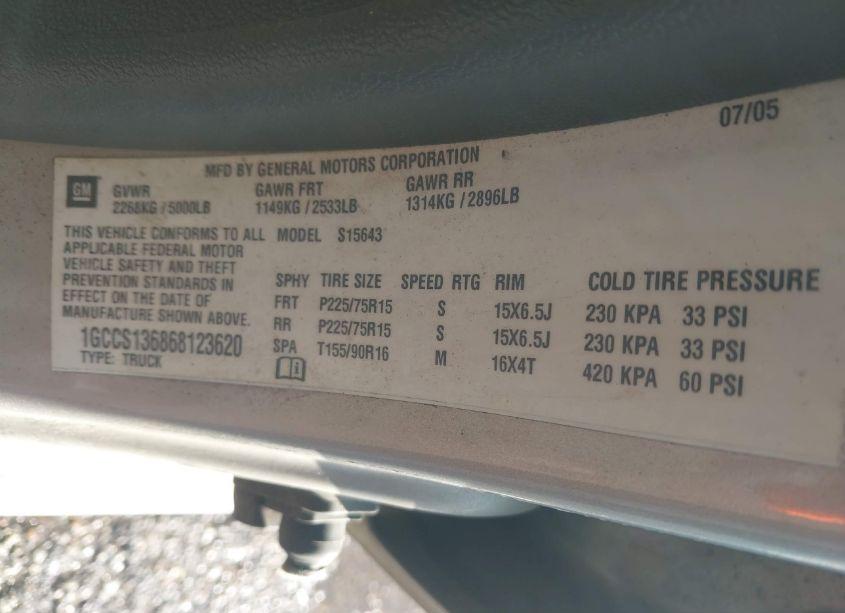 07/05
MFD BY GENERAL MOTORS CORPORATION
GM
GVWR GAWR FRT GAWR RR
2268KG / 5000LB 1149KG / 2533LB 1314KG / 2896LB
THIS VEHICLE CONFORMS TO ALL
APPLICABLE FEDERAL MOTOR
VEHICLE SAFETY AND THEFT
PREVENTION STANDARDS IN
EFFECT ON THE DATE OF
MANUFACTURE SHOWN ABOVE.
1GCCS136868123620
TYPE: TRUCK
MODEL S15643
SPHY TIRE SIZE SPEED RTG RIM COLD TIRE PRESSURE
FRT P225/75R15 S 15X6.5J 230 KPA 33 PSI
RR P225/75R15 S 15X6.5J 230 KPA 33 PSI
SPA T155/90R16 M 16X4T 420 KPA 60 PSI